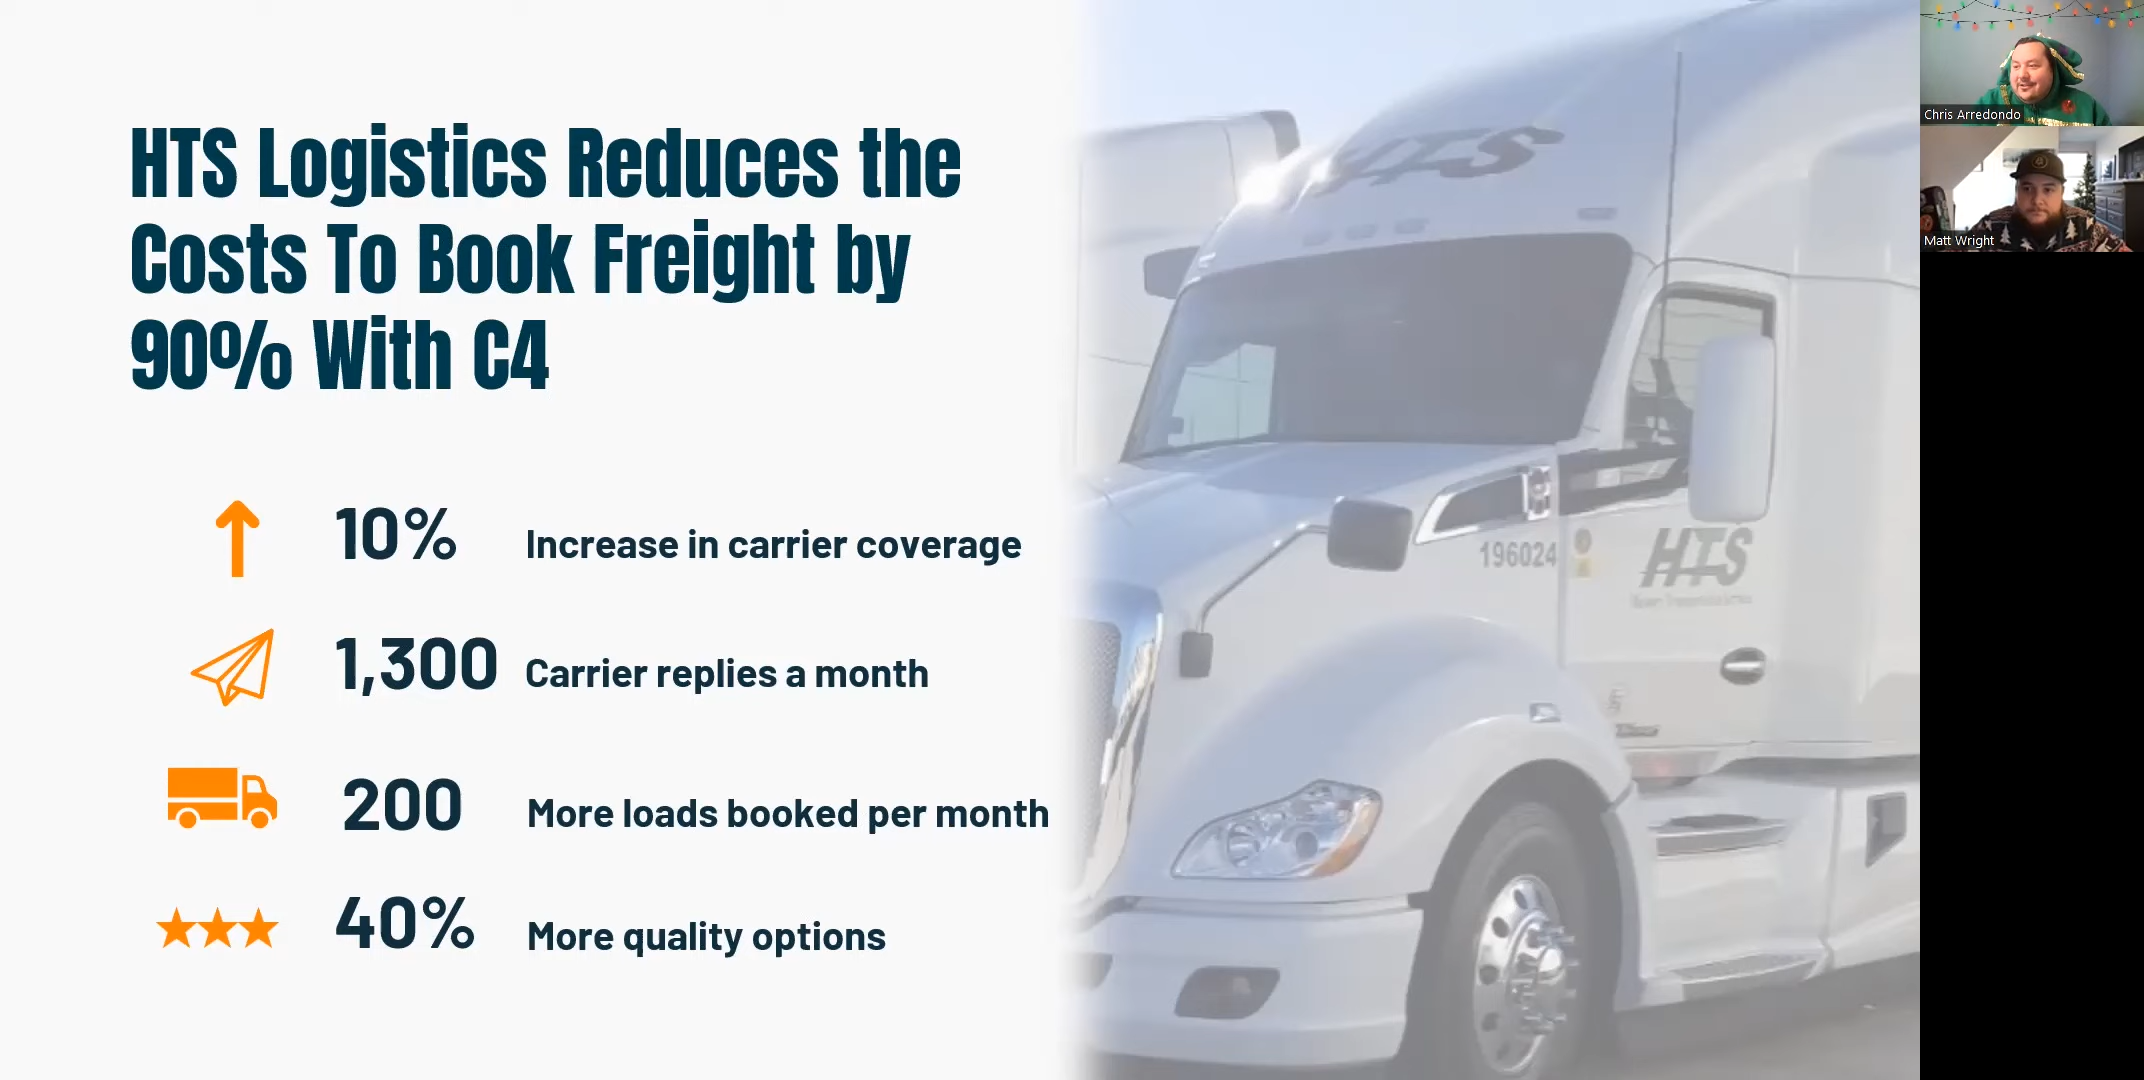 HTS Logistics Reduces the
Costs To Book Freight by
90% With C4
10% Increase in carrier coverage
1,300 Carrier replies a month
200 More loads booked per month
40% More quality options
HTS
196024
HTS
Chris Arredondo
Matt Wright